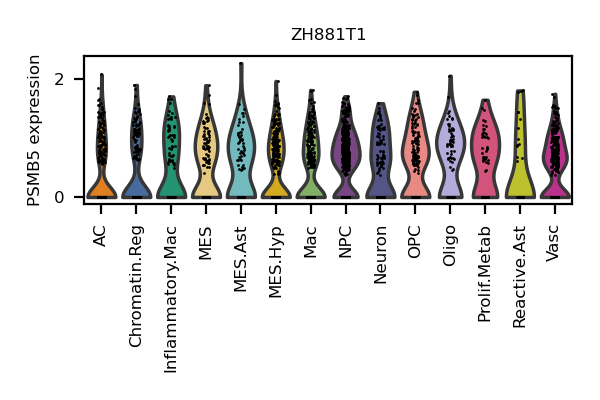 ZH881T1
PSMB5 expression
2
0
AC
Chromatin.Reg
Inflammatory.Mac
MES
MES.Ast
MES.Hyp
Mac
NPC
Neuron
OPC
Oligo
Prolif.Metab
Reactive.Ast
Vasc